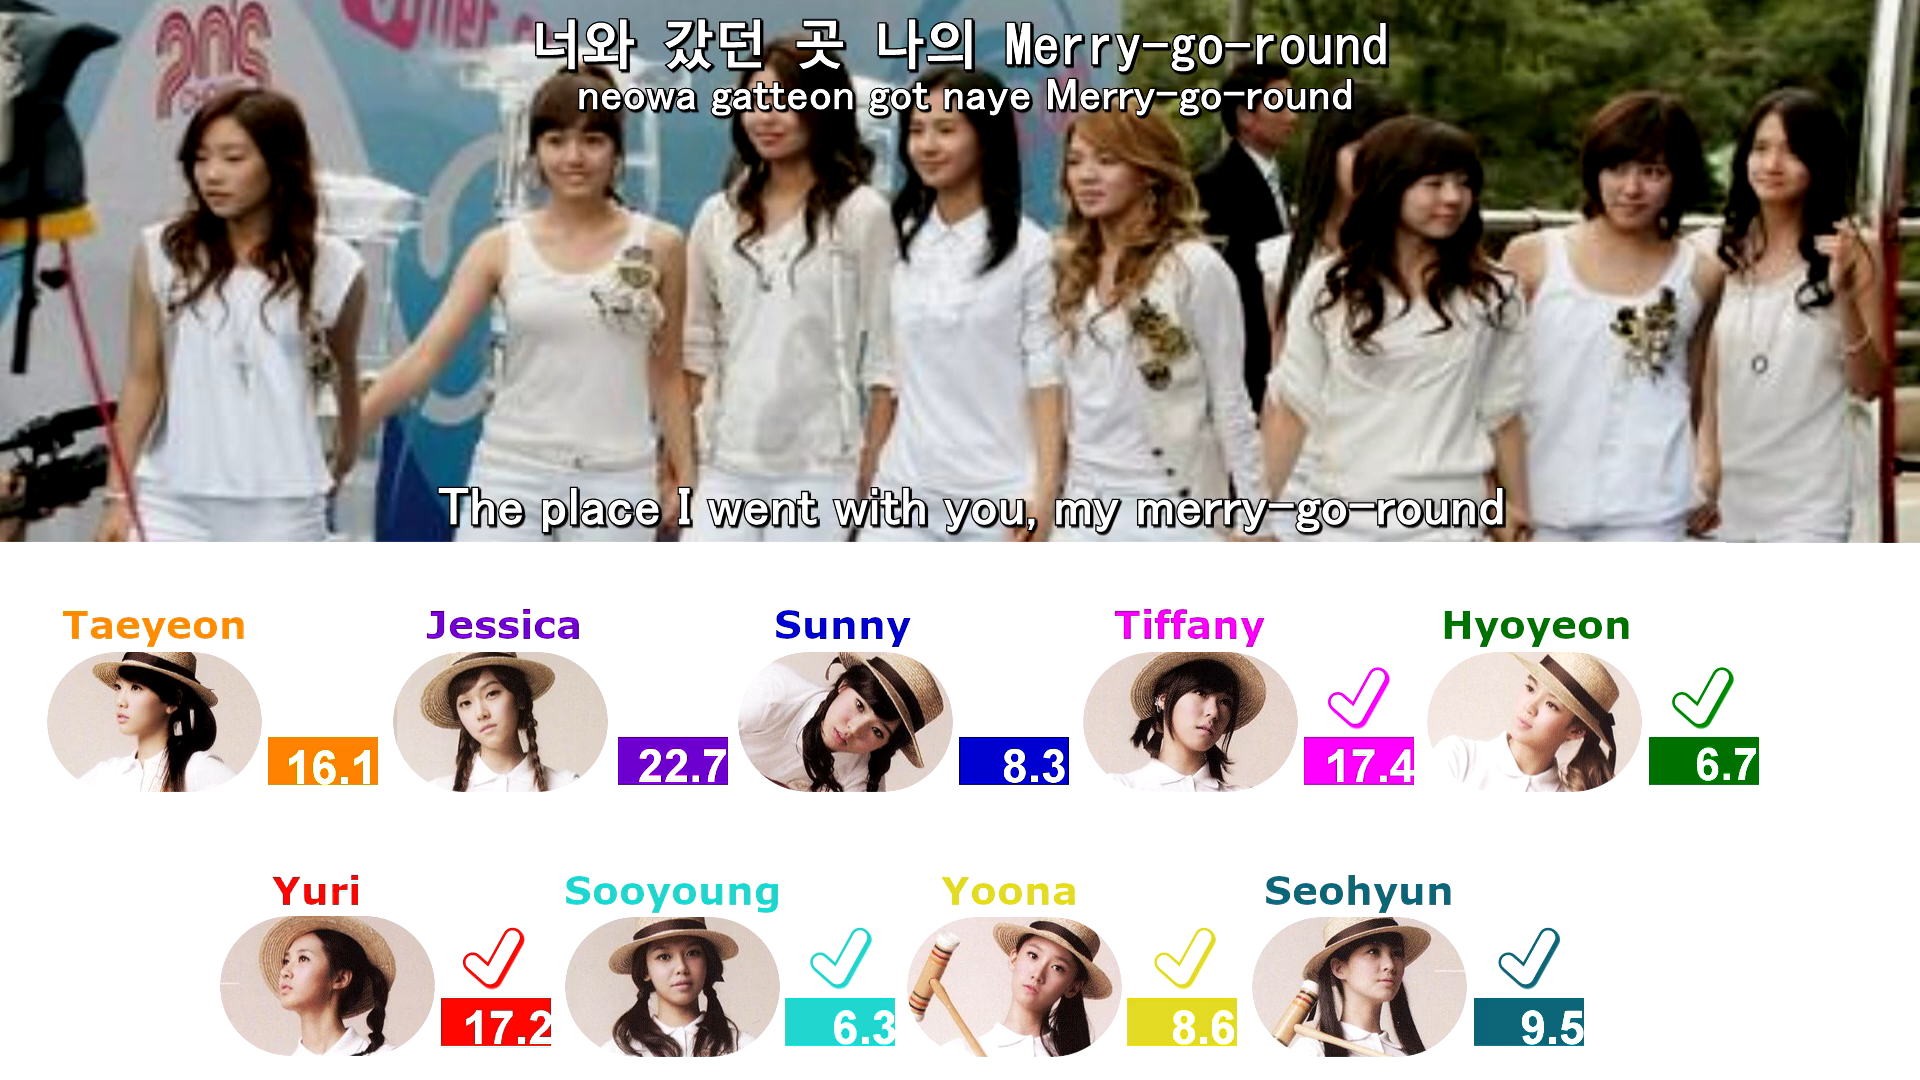 너와 갔던 곳 나의 Merry-go-round
neowa gatteon got naye Merry-go-round
The place I went with you, my merry-go-round
Taeyeon
Jessica
Sunny
Tiffany
Hyoyeon
16.1
22.7
8.3
17.4
6.7
Yuri
Sooyoung
Yoona
Seohyun
17.2
6.3
8.6
9.5